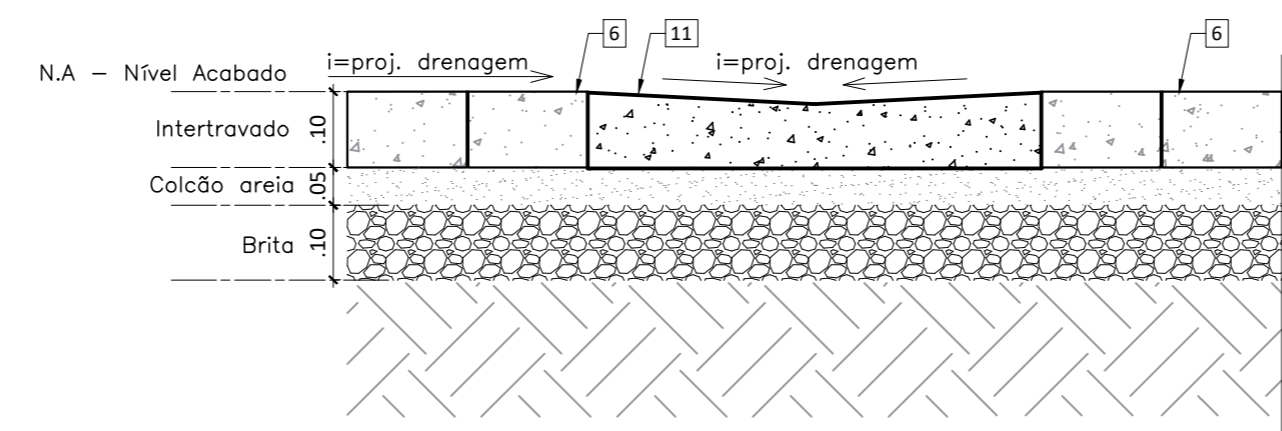 6
11
6
N.A – Nível Acabado
i=proj. drenagem
i=proj. drenagem
Intertravado .10
Colcão areia .05
Brita .10